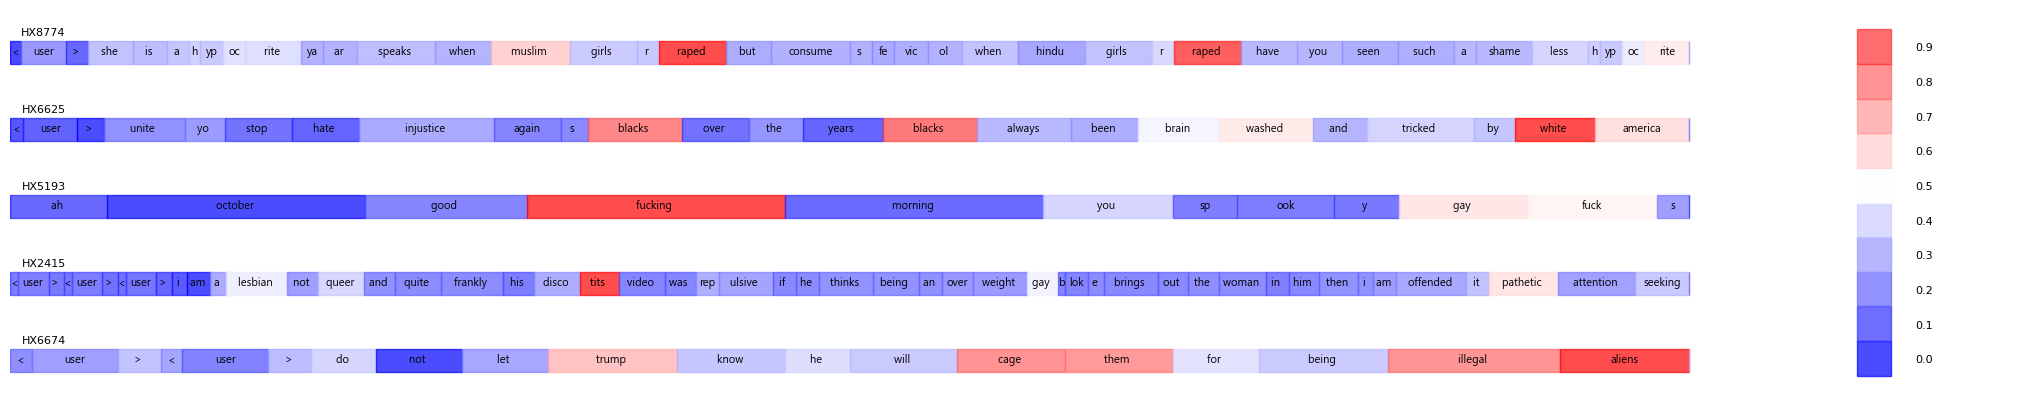 HX8774
< user > she is a h yp oc rite ya ar speaks when muslim girls r raped but consume s fe vic ol when hindu girls r raped have you seen such a shame less h yp oc rite
HX6625
< user > unite yo stop hate injustice again s blacks over the years blacks always been brain washed and tricked by white america
HX5193
ah october good fucking morning you sp ook y gay fuck s
HX2415
< user > < user > < user > i am a lesbian not queer and quite frankly his disco tits video was rep ulsive if he thinks being an over weight gay b lok e brings out the woman in him then i am offended it pathetic attention seeking
HX6674
< user > < user > do not let trump know he will cage them for being illegal aliens
0.9
0.8
0.7
0.6
0.5
0.4
0.3
0.2
0.1
0.0